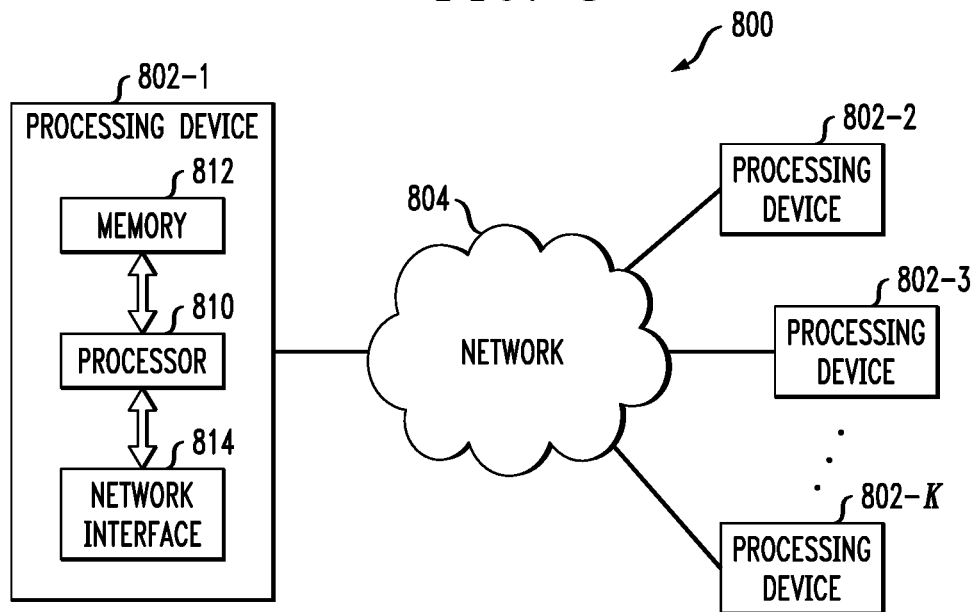 800
802-1
PROCESSING DEVICE
812
MEMORY
810
PROCESSOR
814
NETWORK
INTERFACE
804
NETWORK
802-2
PROCESSING
DEVICE
802-3
PROCESSING
DEVICE
802-K
PROCESSING
DEVICE